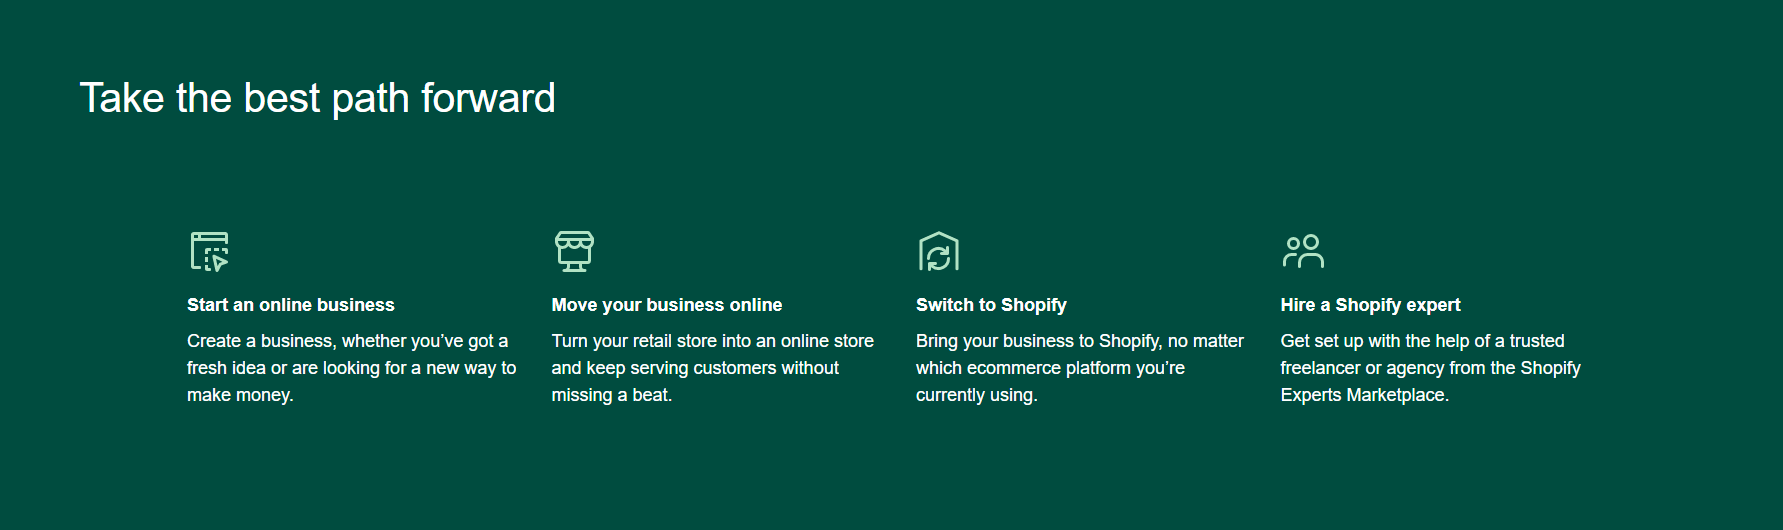 Take the best path forward
Start an online business
Create a business, whether you’ve got a
fresh idea or are looking for a new way to
make money.
Move your business online
Turn your retail store into an online store
and keep serving customers without
missing a beat.
Switch to Shopify
Bring your business to Shopify, no matter
which ecommerce platform you’re
currently using.
Hire a Shopify expert
Get set up with the help of a trusted
freelancer or agency from the Shopify
Experts Marketplace.